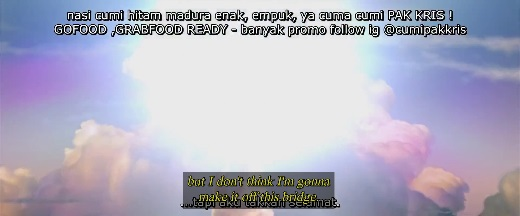 nasi cumi hitam madura enak, empuk, ya cuma cumi PAK KRIS !
GOFOOD ,GRABFOOD READY - banyak promo follow ig @cumipakkris
but I don't think I'm gonna
make it off this bridge.
...tapi aku takkan selamat.